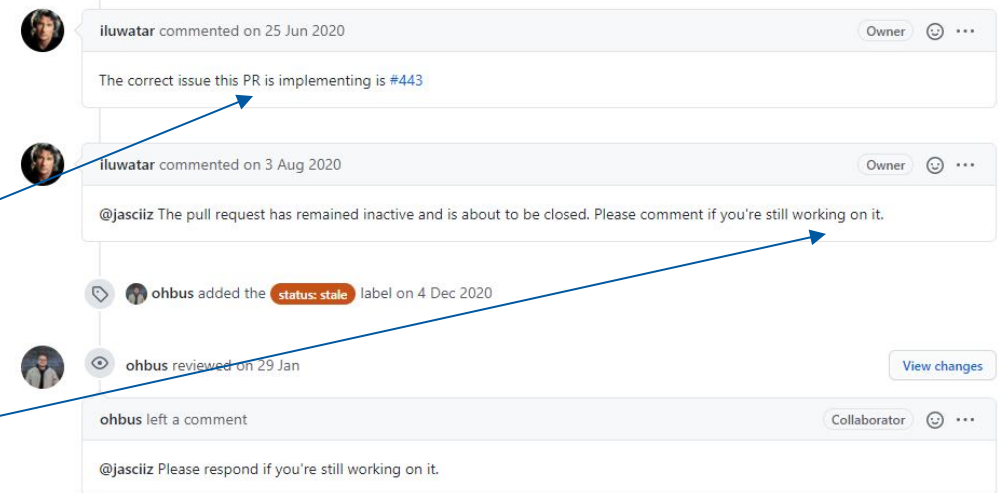 iluwatar commented on 25 Jun 2020 Owner
The correct issue this PR is implementing is #443
iluwatar commented on 3 Aug 2020 Owner
@jasciiz The pull request has remained inactive and is about to be closed. Please comment if you're still working on it.
ohbus added the status: stale label on 4 Dec 2020
ohbus reviewed on 29 Jan View changes
ohbus left a comment Collaborator
@jasciiz Please respond if you're still working on it.